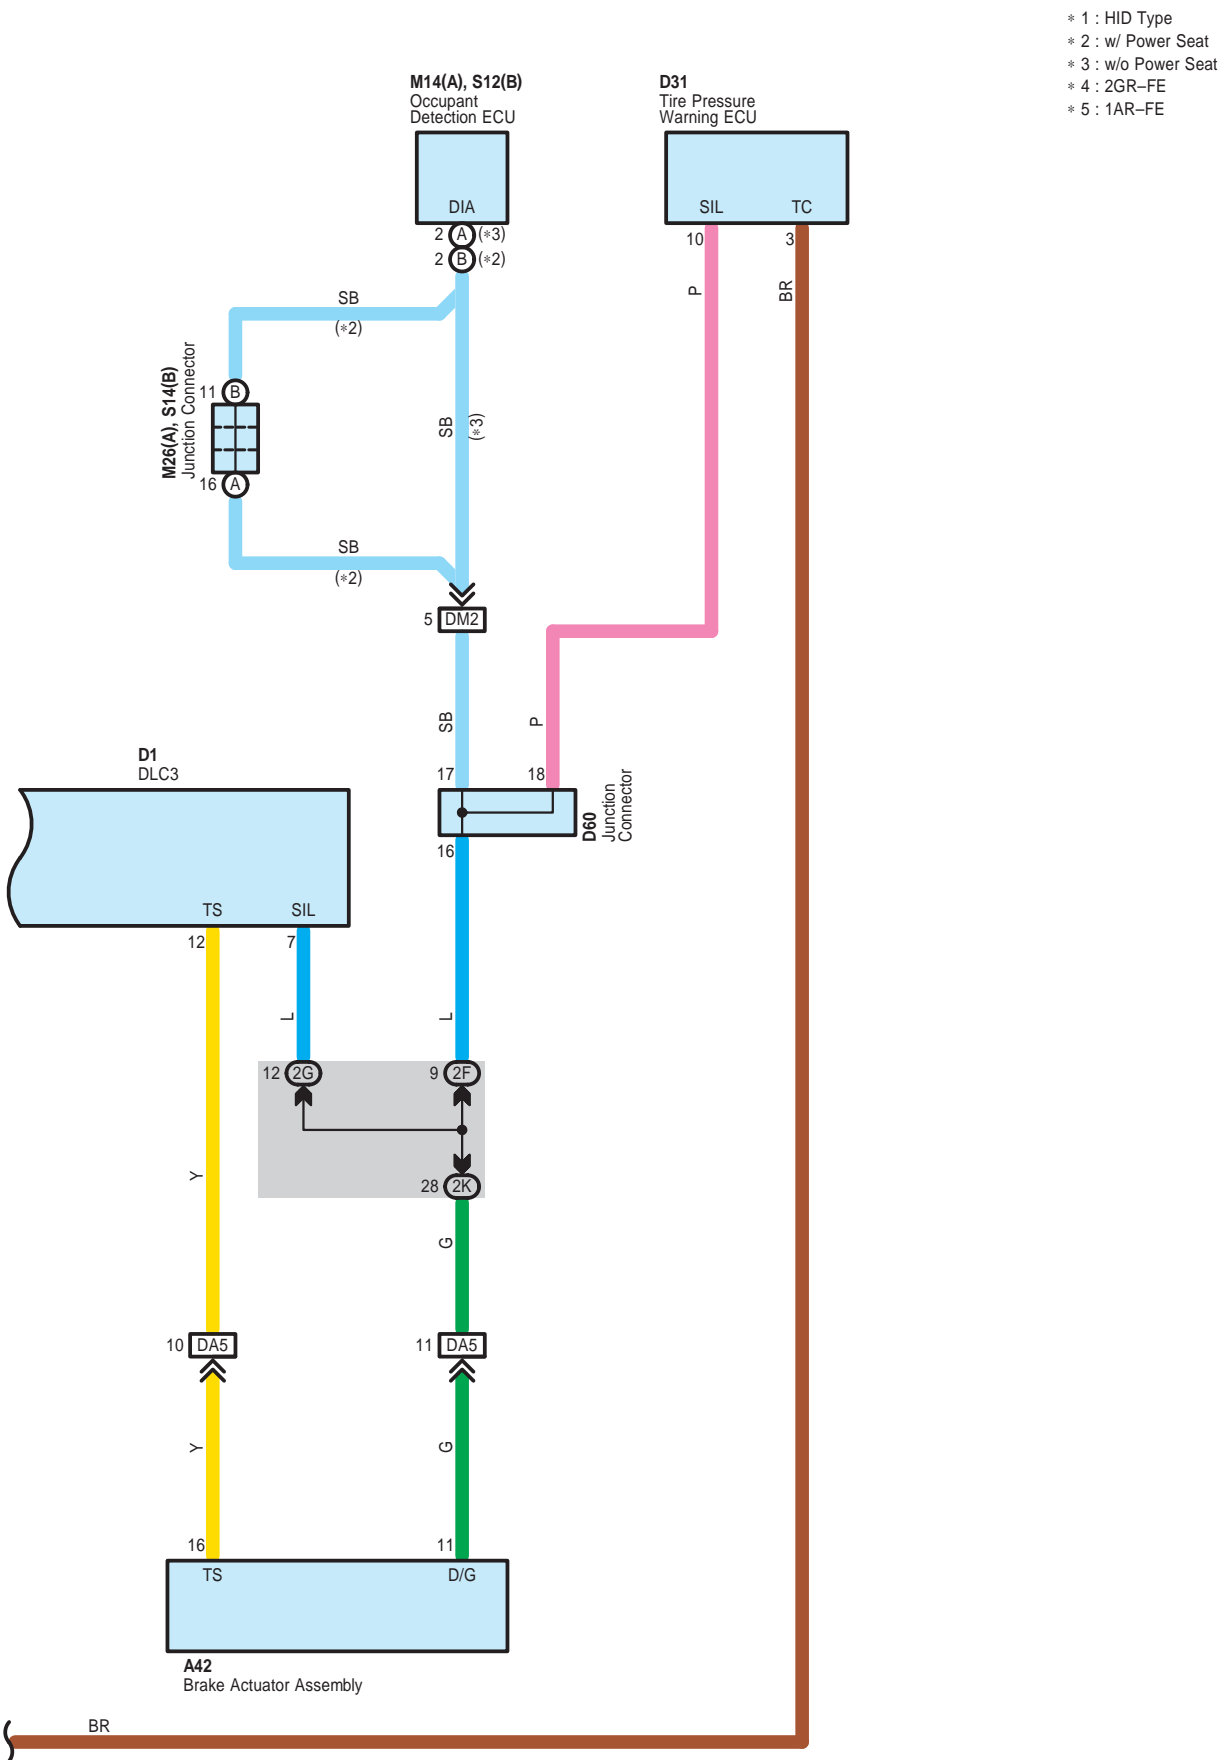 * 1 : HID Type
* 2 : w/ Power Seat
* 3 : w/o Power Seat
* 4 : 2GR–FE
* 5 : 1AR–FE
M14(A), S12(B)
Occupant
Detection ECU
DIA
2 A (*3)
2 B (*2)
D31
Tire Pressure
Warning ECU
SIL
TC
10
3
P
BR
SB
(*2)
11 B
M26(A), S14(B)
Junction Connector
16 A
SB
(*3)
SB
(*2)
5 DM2
SB
P
17
18
D60
Junction
Connector
16
D1
DLC3
TS
SIL
12
7
L
L
12 2G
9 2F
28 2K
Y
G
10 DA5
11 DA5
Y
G
16
11
TS
D/G
A42
Brake Actuator Assembly
BR